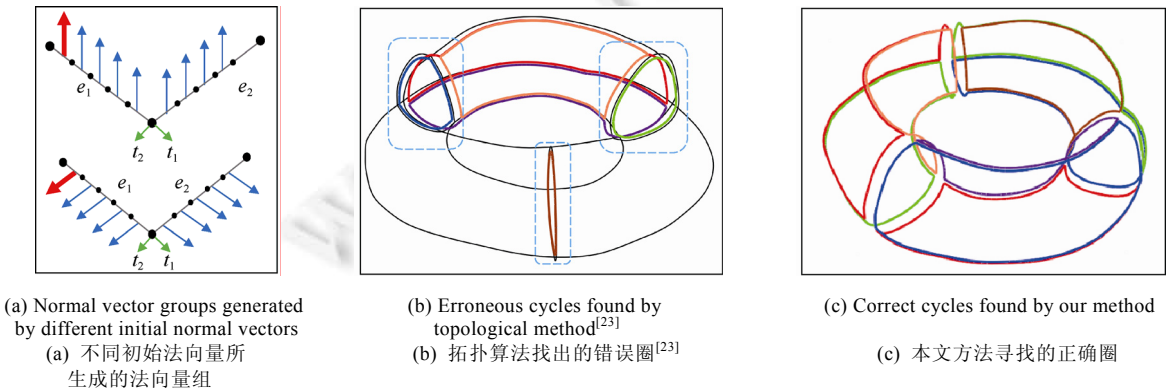 e1
e2
t2 t1
e1
e2
t2 t1
(a) Normal vector groups generated
by different initial normal vectors
(a) 不同初始法向量所
生成的法向量组
(b) Erroneous cycles found by
topological method[23]
(b) 拓扑算法找出的错误圈[23]
(c) Correct cycles found by our method
(c) 本文方法寻找的正确圈